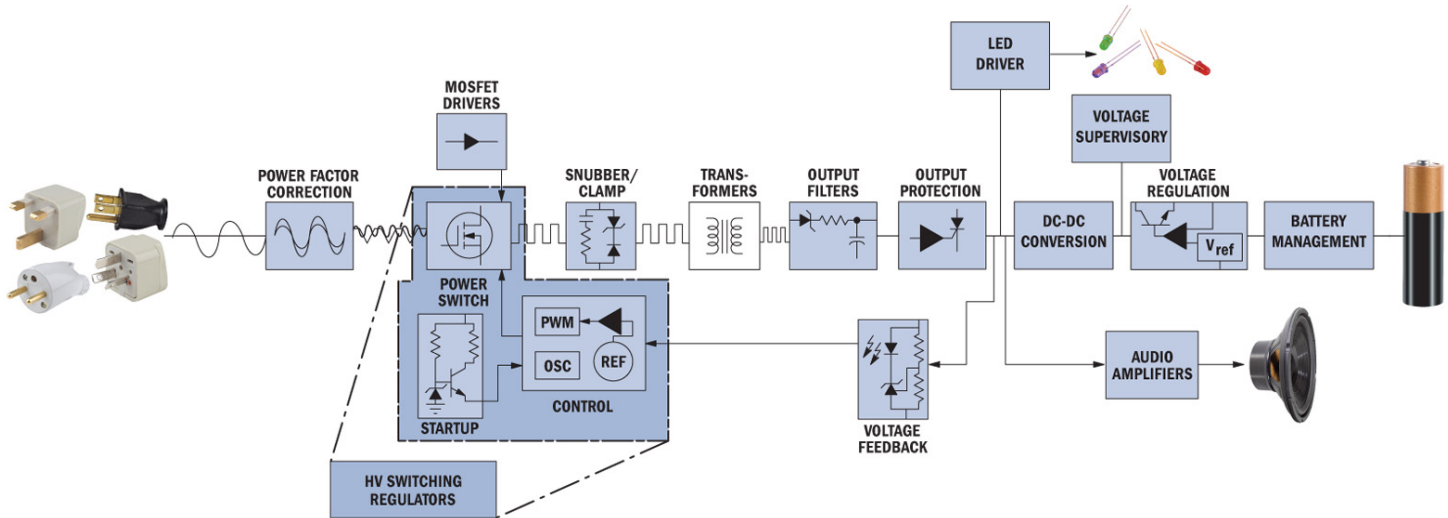 LED
DRIVER
MOSFET
DRIVERS
VOLTAGE
SUPERVISORY
POWER FACTOR
CORRECTION
SNUBBER/
CLAMP
TRANS-
FORMERS
OUTPUT
FILTERS
OUTPUT
PROTECTION
VOLTAGE
REGULATION
DC-DC
CONVERSION
Vref
BATTERY
MANAGEMENT
POWER
SWITCH
PWM
OSC
REF
CONTROL
STARTUP
VOLTAGE
FEEDBACK
AUDIO
AMPLIFIERS
HV SWITCHING
REGULATORS